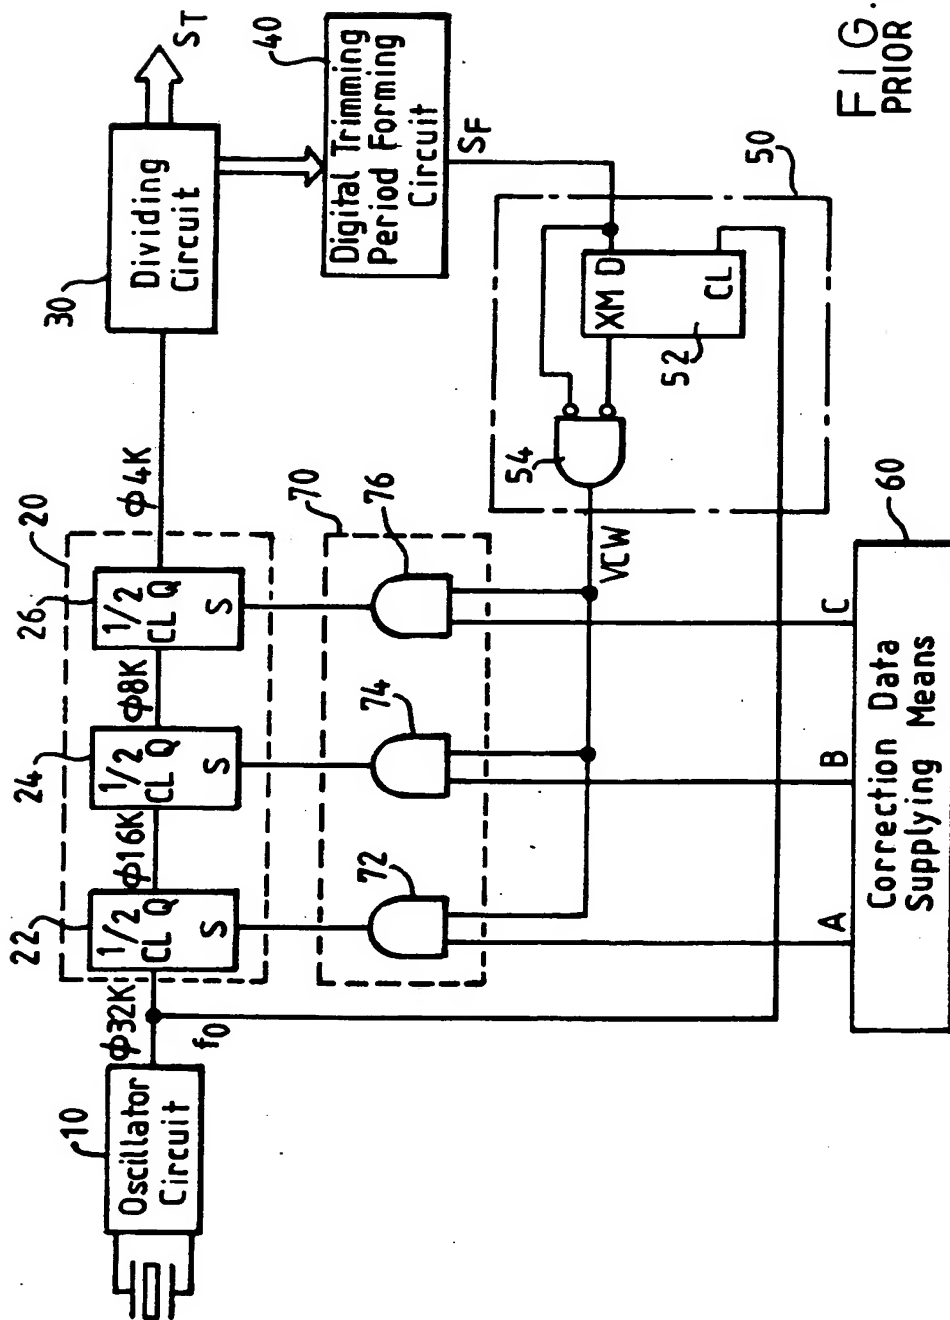 10
Oscillator
Circuit
ϕ32K
f0
20
22
1/2
CL Q
S
ϕ16K
24
1/2
CL Q
S
ϕ8K
26
1/2
CL Q
S
ϕ4K
30
Dividing
Circuit
ST
40
Digital Trimming
Period Forming
Circuit
SF
70
72
74
76
VCW
50
54
XM D
52
CL
A
B
C
60
Correction Data
Supplying Means
FIG.
PRIOR